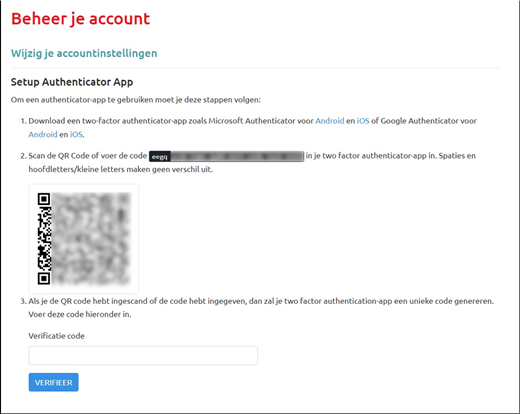 Beheer je account
Wijzig je accountinstellingen
Setup Authenticator App
Om een authenticator-app te gebruiken moet je deze stappen volgen:
1. Download een two-factor authenticator-app zoals Microsoft Authenticator voor Android en iOS of Google Authenticator voor
Android en iOS.
2. Scan de QR Code of voer de code eegq in je two factor authenticator-app in. Spaties en
hoofdletters/kleine letters maken geen verschil uit.
3. Als je de QR code hebt ingescand of de code hebt ingegeven, dan zal je two factor authentication-app een unieke code genereren.
Voer deze code hieronder in.
Verificatie code
VERIFIEER